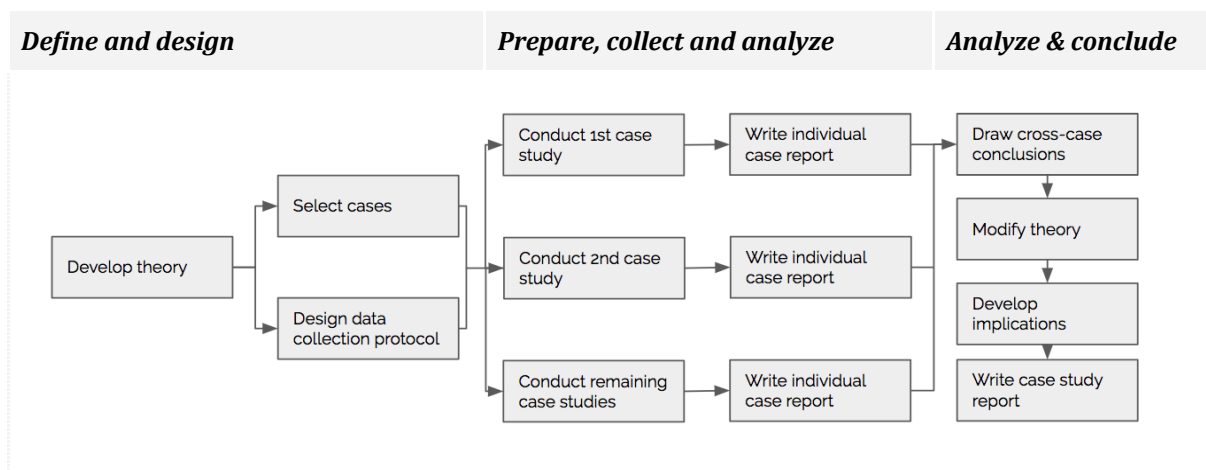 Define and design
Prepare, collect and analyze
Analyze & conclude
Develop theory
Select cases
Design data
collection protocol
Conduct 1st case
study
Write individual
case report
Conduct 2nd case
study
Write individual
case report
Conduct remaining
case studies
Write individual
case report
Draw cross-case
conclusions
Modify theory
Develop
implications
Write case study
report